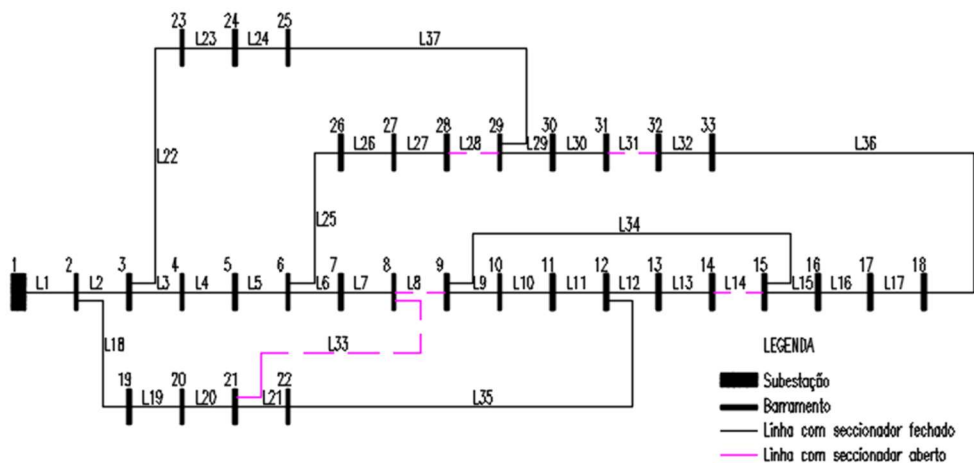 23 24 25
L23 L24 L37
26 27 28 29 30 31 32 33
L26 L27 L28 L29 L30 L31 L32 L36
L22
L25
L34
1 2 3 4 5 6 7 8 9 10 11 12 13 14 15 16 17 18
L1 L2 L3 L4 L5 L6 L7 L8 L9 L10 L11 L12 L13 L14 L15 L16 L17
L18
L33
19 20 21 22
L19 L20 L21 L35
LEGENDA
Subestação
Barramento
Linha com seccionador fechado
Linha com seccionador aberto